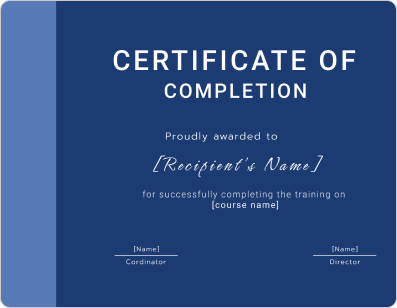 CERTIFICATE OF
COMPLETION
Proudly awarded to
[Recipient's Name]
for successfully completing the training on
[course name]
[Name]
Cordinator
[Name]
Director